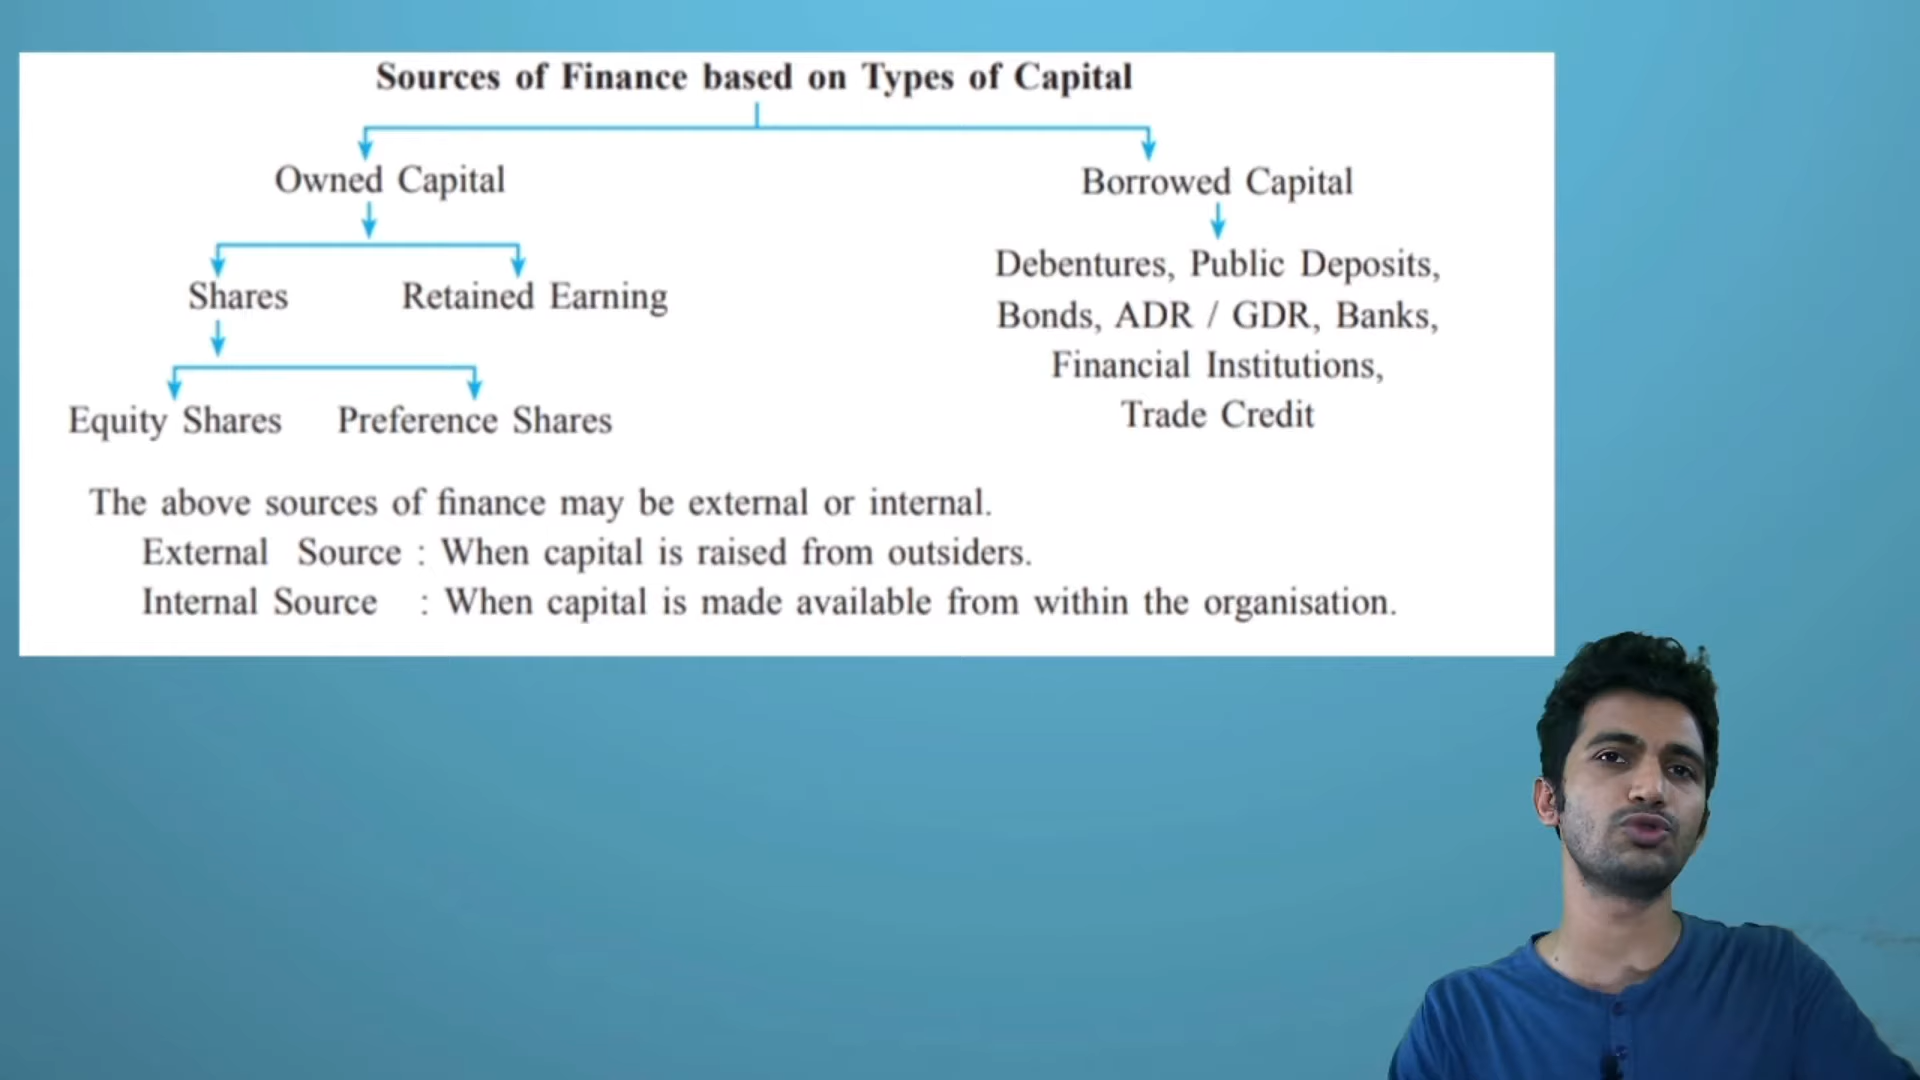 Sources of Finance based on Types of Capital
Owned Capital
Borrowed Capital
Shares
Retained Earning
Debentures, Public Deposits,
Bonds, ADR / GDR, Banks,
Financial Institutions,
Trade Credit
Equity Shares
Preference Shares
The above sources of finance may be external or internal.
External Source : When capital is raised from outsiders.
Internal Source : When capital is made available from within the organisation.